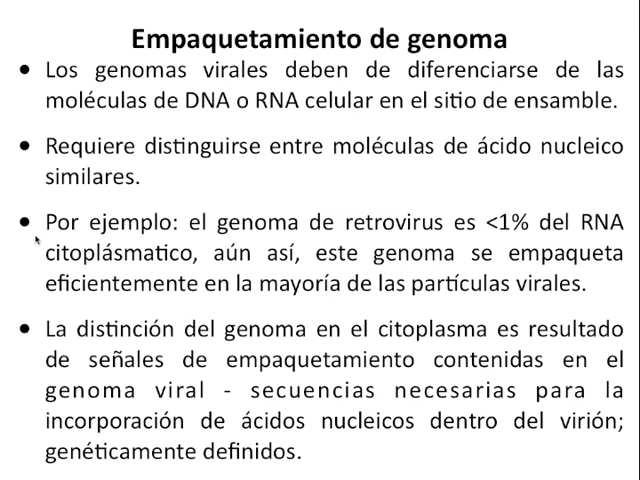 Empaquetamiento de genoma
• Los genomas virales deben de diferenciarse de las
moléculas de DNA o RNA celular en el sitio de ensamble.
• Requiere distinguirse entre moléculas de ácido nucleico
similares.
• Por ejemplo: el genoma de retrovirus es <1% del RNA
citoplásmatico, aún así, este genoma se empaqueta
eficientemente en la mayoría de las partículas virales.
• La distinción del genoma en el citoplasma es resultado
de señales de empaquetamiento contenidas en el
genoma viral - secuencias necesarias para la
incorporación de ácidos nucleicos dentro del virión;
genéticamente definidos.